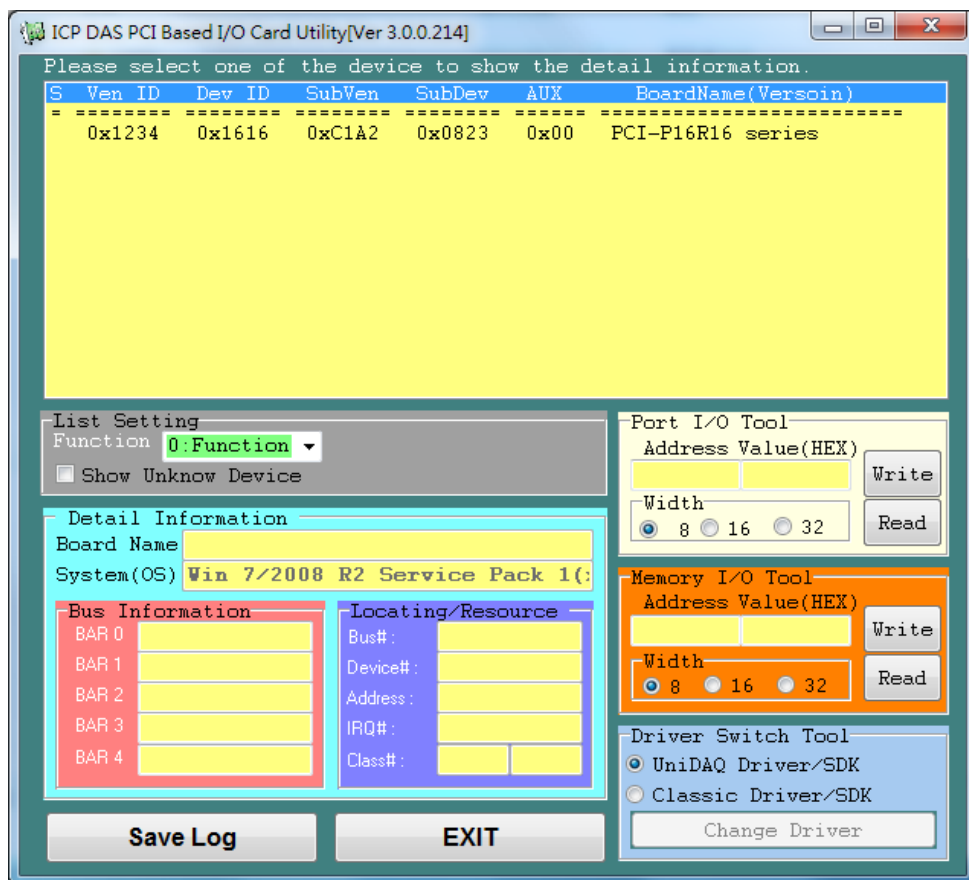 ICP DAS PCI Based I/O Card Utility[Ver 3.0.0.214]
Please select one of the device to show the detail information.
S Ven ID Dev ID SubVen SubDev AUX BoardName(Versoin)
= ======== ======== ======== ======== ====== =========================
0x1234 0x1616 0xC1A2 0x0823 0x00 PCI-P16R16 series
List Setting
Function 0:Function
Show Unknow Device
Detail Information
Board Name
System(OS) Win 7/2008 R2 Service Pack 1(:
Bus Information
BAR 0
BAR 1
BAR 2
BAR 3
BAR 4
Locating/Resource
Bus# :
Device# :
Address :
IRQ# :
Class# :
Port I/O Tool
Address Value(HEX)
Write
Width
8 16 32
Read
Memory I/O Tool
Address Value(HEX)
Write
Width
8 16 32
Read
Driver Switch Tool
UniDAQ Driver/SDK
Classic Driver/SDK
Change Driver
Save Log EXIT